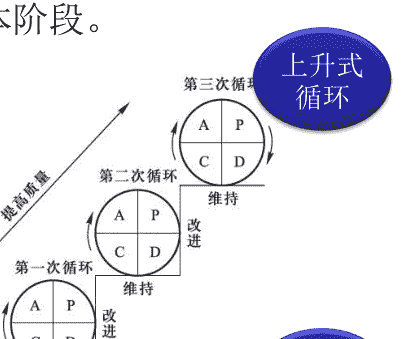 本阶段。
上升式
循环
第三次循环
A P
C D
维持
提高质量
第二次循环
A P
C D
改
进
维持
第一次循环
A P
C D
改
进